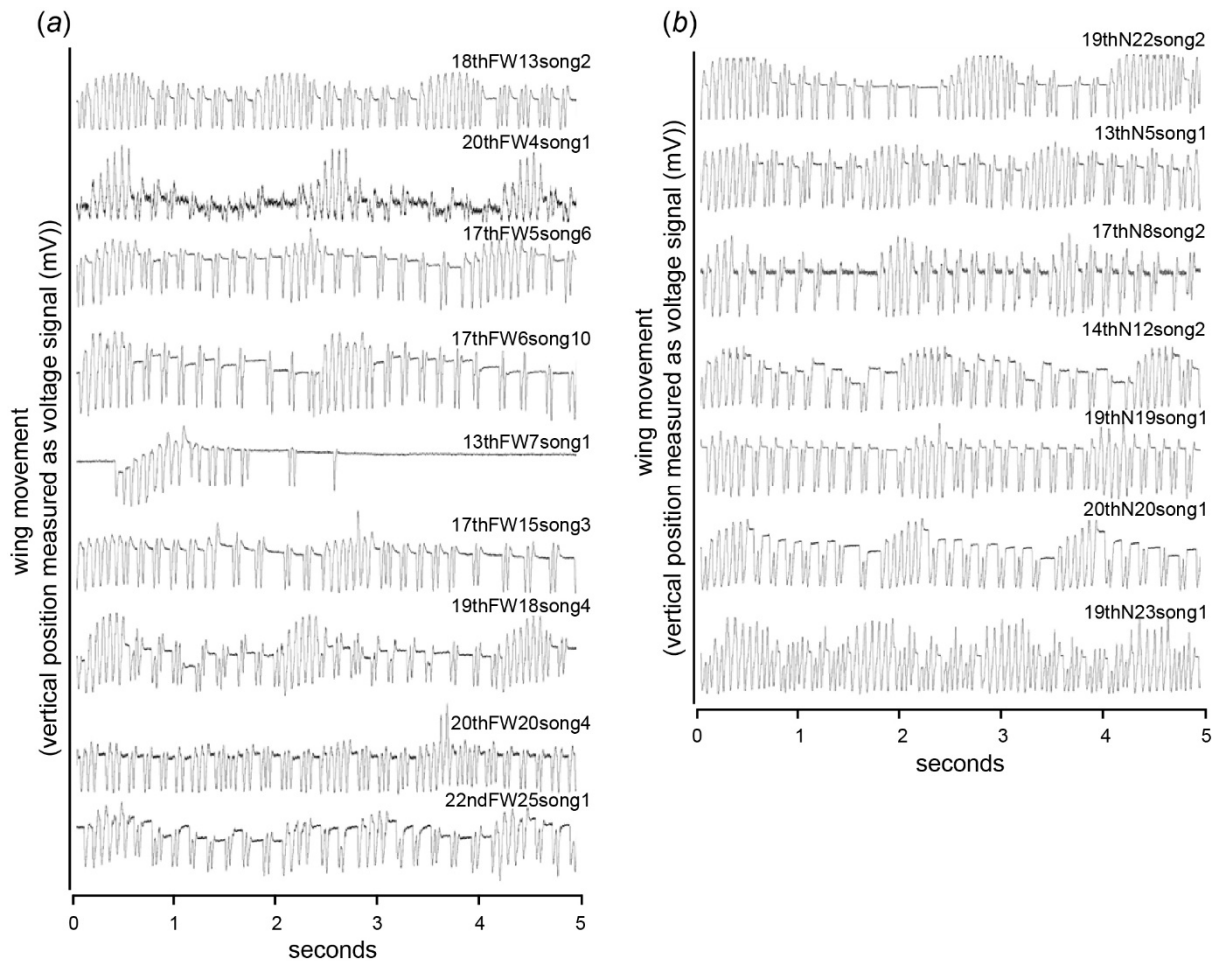 (a)
wing movement
(vertical position measured as voltage signal (mV))
18thFW13song2
20thFW4song1
17thFW5song6
17thFW6song10
13thFW7song1
17thFW15song3
19thFW18song4
20thFW20song4
22ndFW25song1
0 1 2 3 4 5
seconds
(b)
wing movement
(vertical position measured as voltage signal (mV))
19thN22song2
13thN5song1
17thN8song2
14thN12song2
19thN19song1
20thN20song1
19thN23song1
0 1 2 3 4 5
seconds